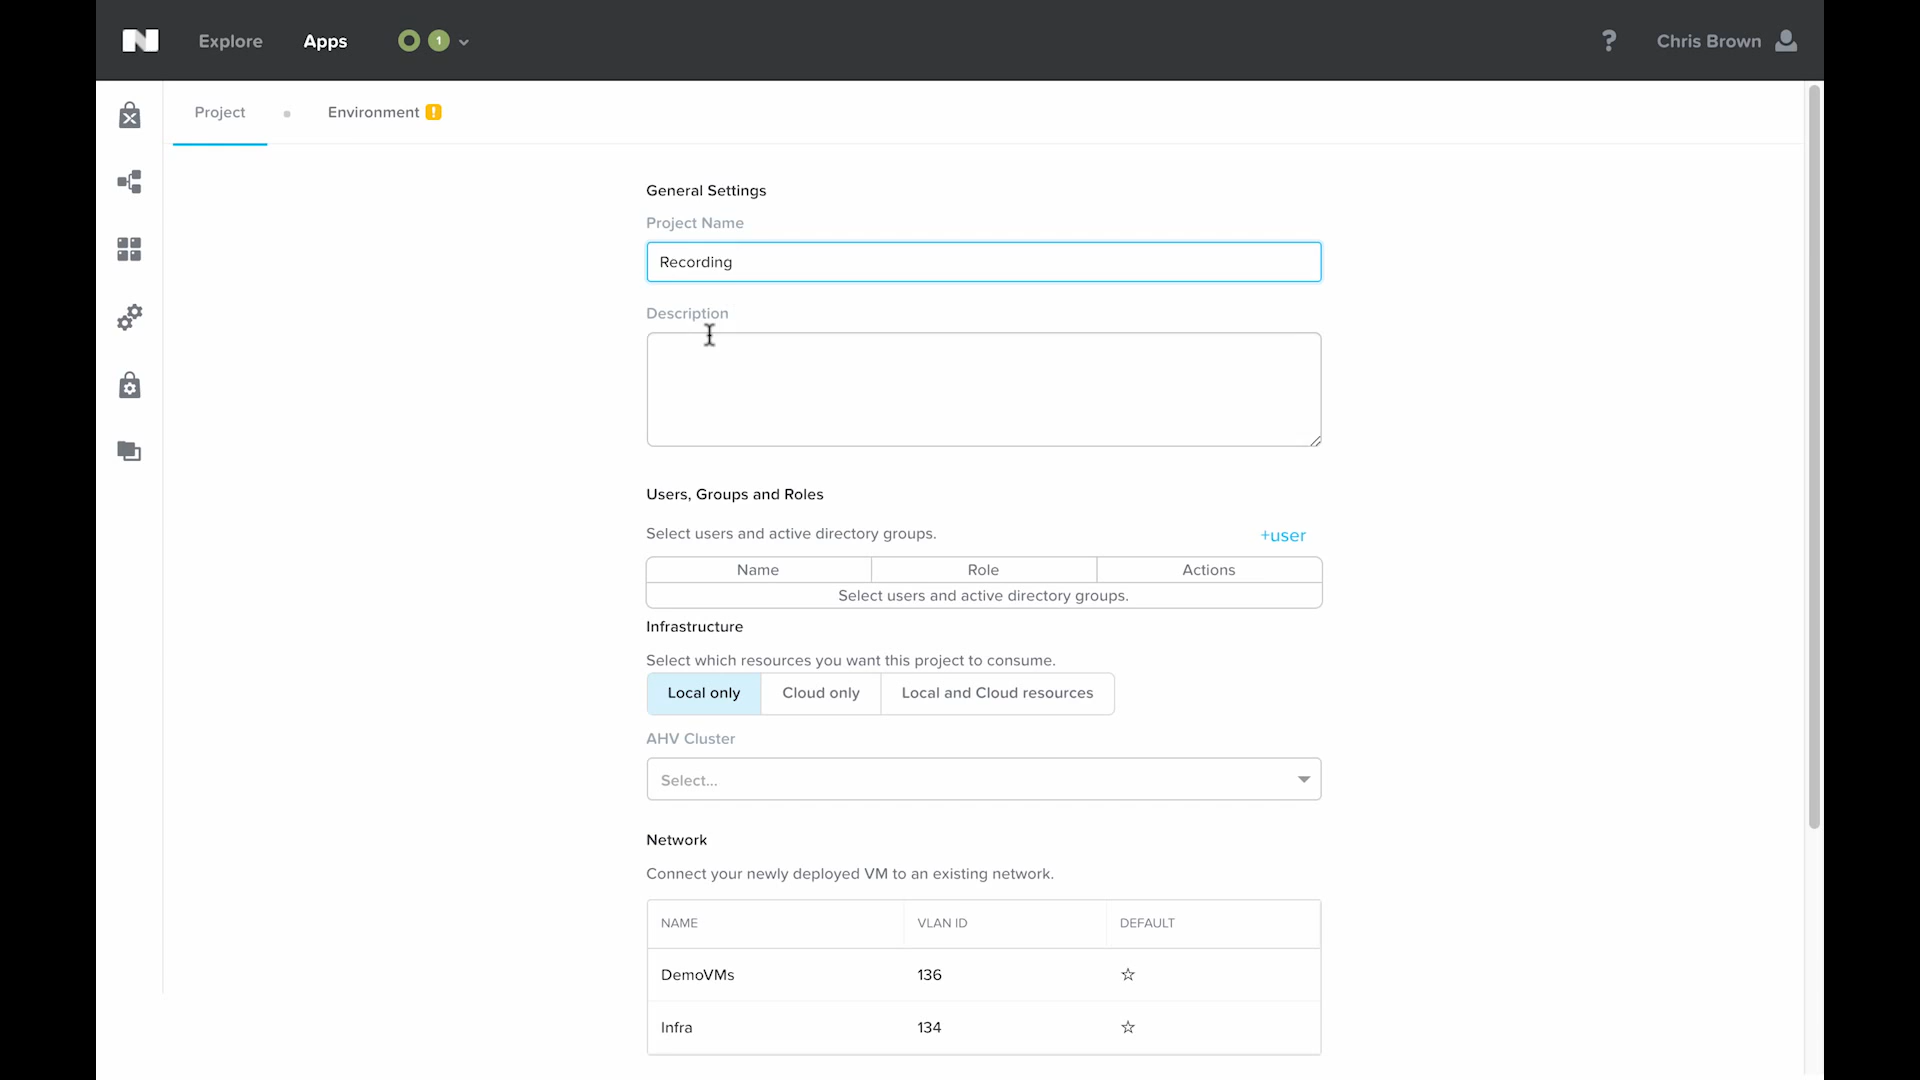 Explore
Apps
1
?
Chris Brown
Project
Environment !
General Settings
Project Name
Recording
Description
Users, Groups and Roles
Select users and active directory groups.
+user
Name Role Actions
Select users and active directory groups.
Infrastructure
Select which resources you want this project to consume.
Local only Cloud only Local and Cloud resources
AHV Cluster
Select...
Network
Connect your newly deployed VM to an existing network.
NAME VLAN ID DEFAULT
DemoVMs 136
Infra 134